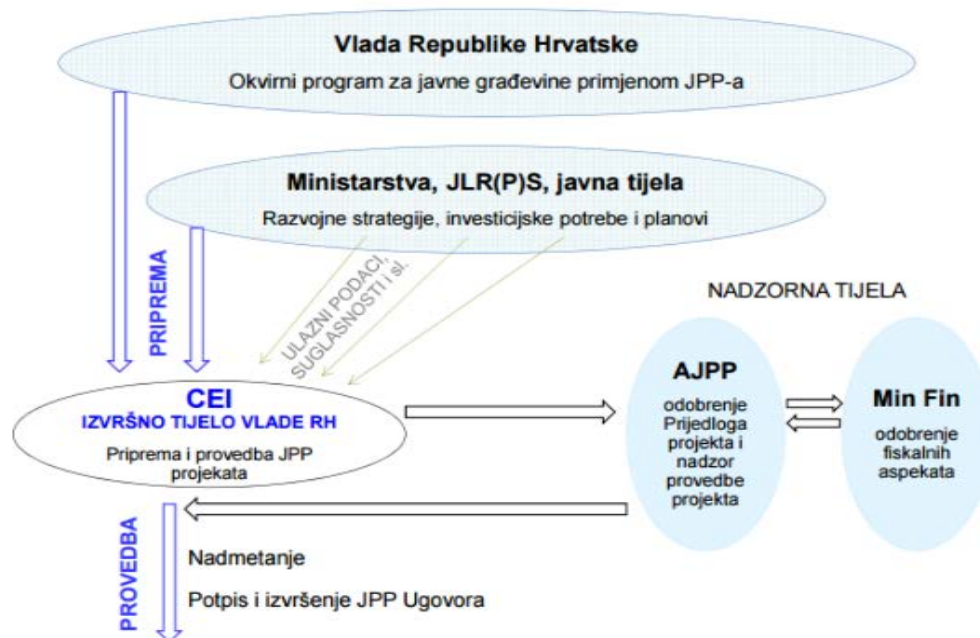 Vlada Republike Hrvatske
Okvirni program za javne građevine primjenom JPP-a
Ministarstva, JLR(P)S, javna tijela
Razvojne strategije, investicijske potrebe i planovi
PRIPREMA
ULAZNI PODACI,
SUGLASNOSTI i sl.
NADZORNA TIJELA
CEI
IZVRŠNO TIJELO VLADE RH
Priprema i provedba JPP
projekata
AJPP
odobrenje
Prijedloga
projekta i
nadzor
provedbe
projekta
Min Fin
odobrenje
fiskalnih
aspekata
PROVEDBA
Nadmetanje
Potpis i izvršenje JPP Ugovora